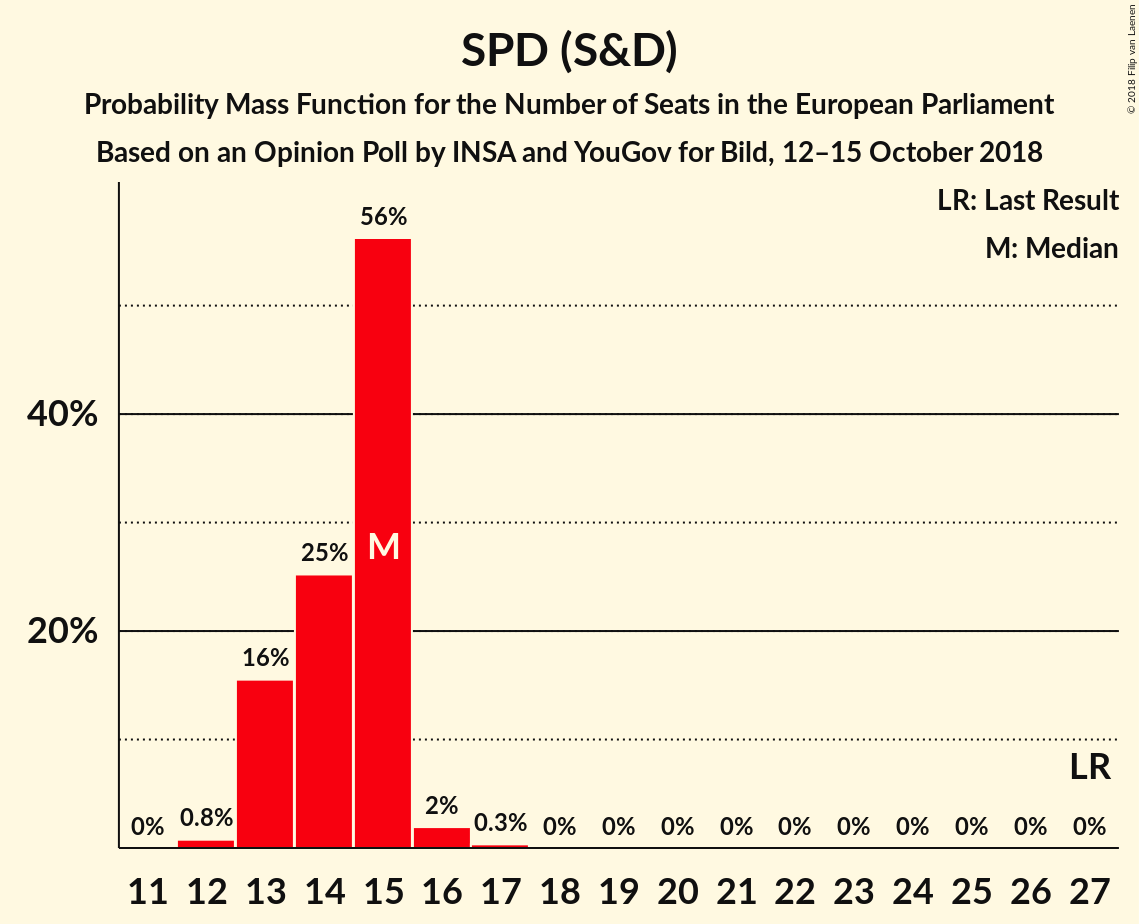 SPD (S&D)
Probability Mass Function for the Number of Seats in the European Parliament
Based on an Opinion Poll by INSA and YouGov for Bild, 12–15 October 2018
© 2018 Filip van Laenen
LR: Last Result
M: Median
56%
40%
M
25%
20%
16%
LR
0% 0.8% 2% 0.3% 0% 0% 0% 0% 0% 0% 0% 0% 0% 0%
11 12 13 14 15 16 17 18 19 20 21 22 23 24 25 26 27